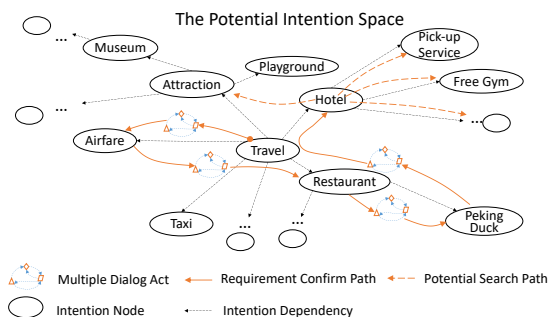 The Potential Intention Space
...
Museum
Pick-up
Service
Playground
Attraction
Free Gym
Hotel
...
...
Airfare
Travel
Restaurant
Taxi
Peking
Duck
...
...
Multiple Dialog Act
Requirement Confirm Path
Potential Search Path
Intention Node
Intention Dependency